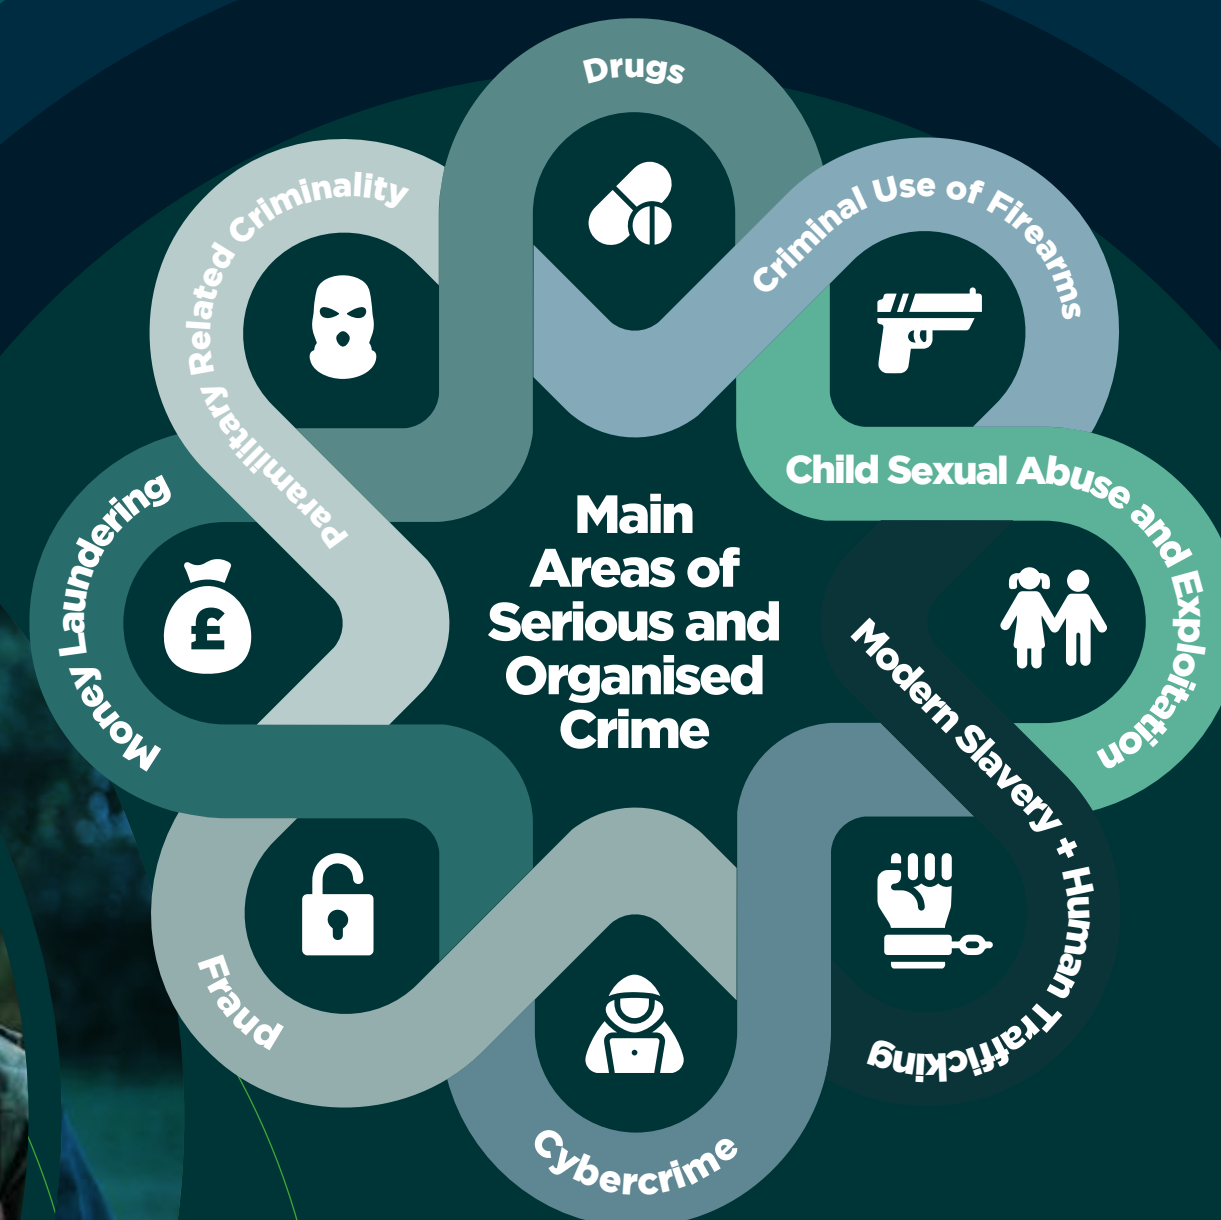 Drugs
Criminal Use of Firearms
Child Sexual Abuse and Exploitation
Modern Slavery + Human Trafficking
Cybercrime
Fraud
Money Laundering
Paramilitary Related Criminality
£
Main
Areas of
Serious and
Organised
Crime